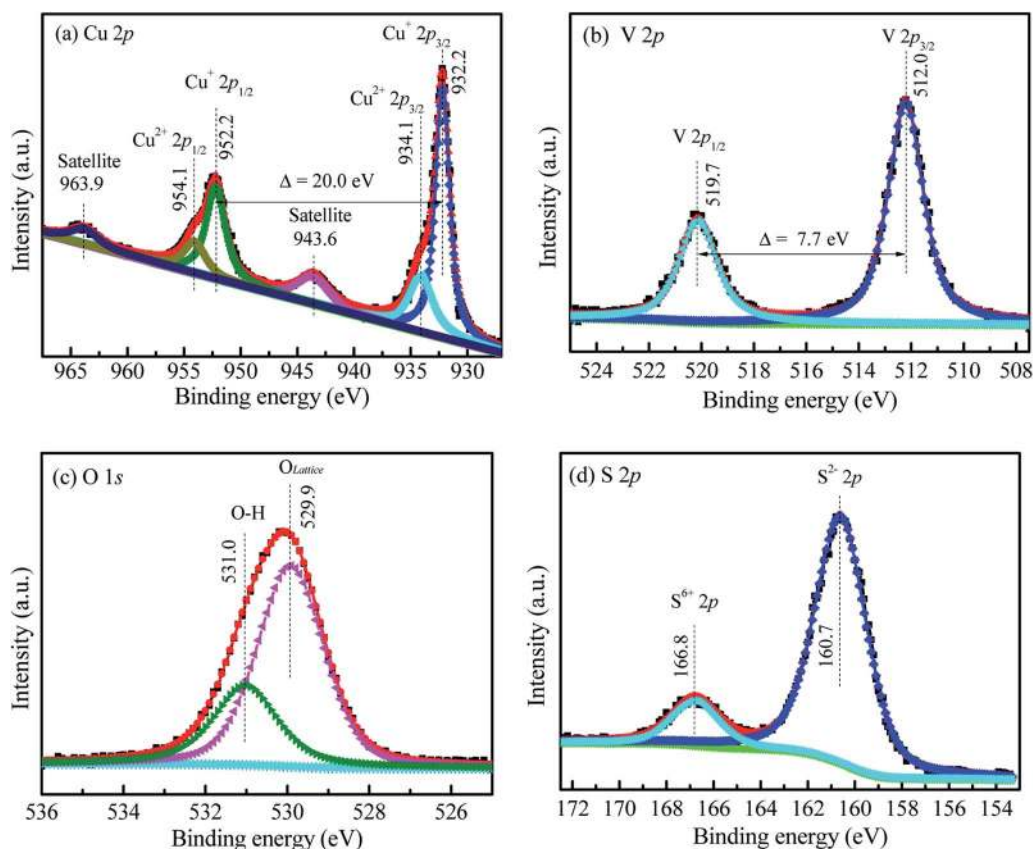 (a) Cu 2p
Cu⁺ 2p₃/₂
932.2
Cu⁺ 2p₁/₂
952.2
Cu²⁺ 2p₃/₂
934.1
Cu²⁺ 2p₁/₂
954.1
Satellite
963.9
Δ = 20.0 eV
Satellite
943.6
Intensity (a.u.)
965 960 955 950 945 940 935 930
Binding energy (eV)
(b) V 2p
V 2p₃/₂
512.0
V 2p₁/₂
519.7
Δ = 7.7 eV
Intensity (a.u.)
524 522 520 518 516 514 512 510 508
Binding energy (eV)
(c) O 1s
O Lattice
529.9
O-H
531.0
Intensity (a.u.)
536 534 532 530 528 526
Binding energy (eV)
(d) S 2p
S²⁻ 2p
160.7
S⁶⁺ 2p
166.8
Intensity (a.u.)
172 170 168 166 164 162 160 158 156 154
Binding energy (eV)